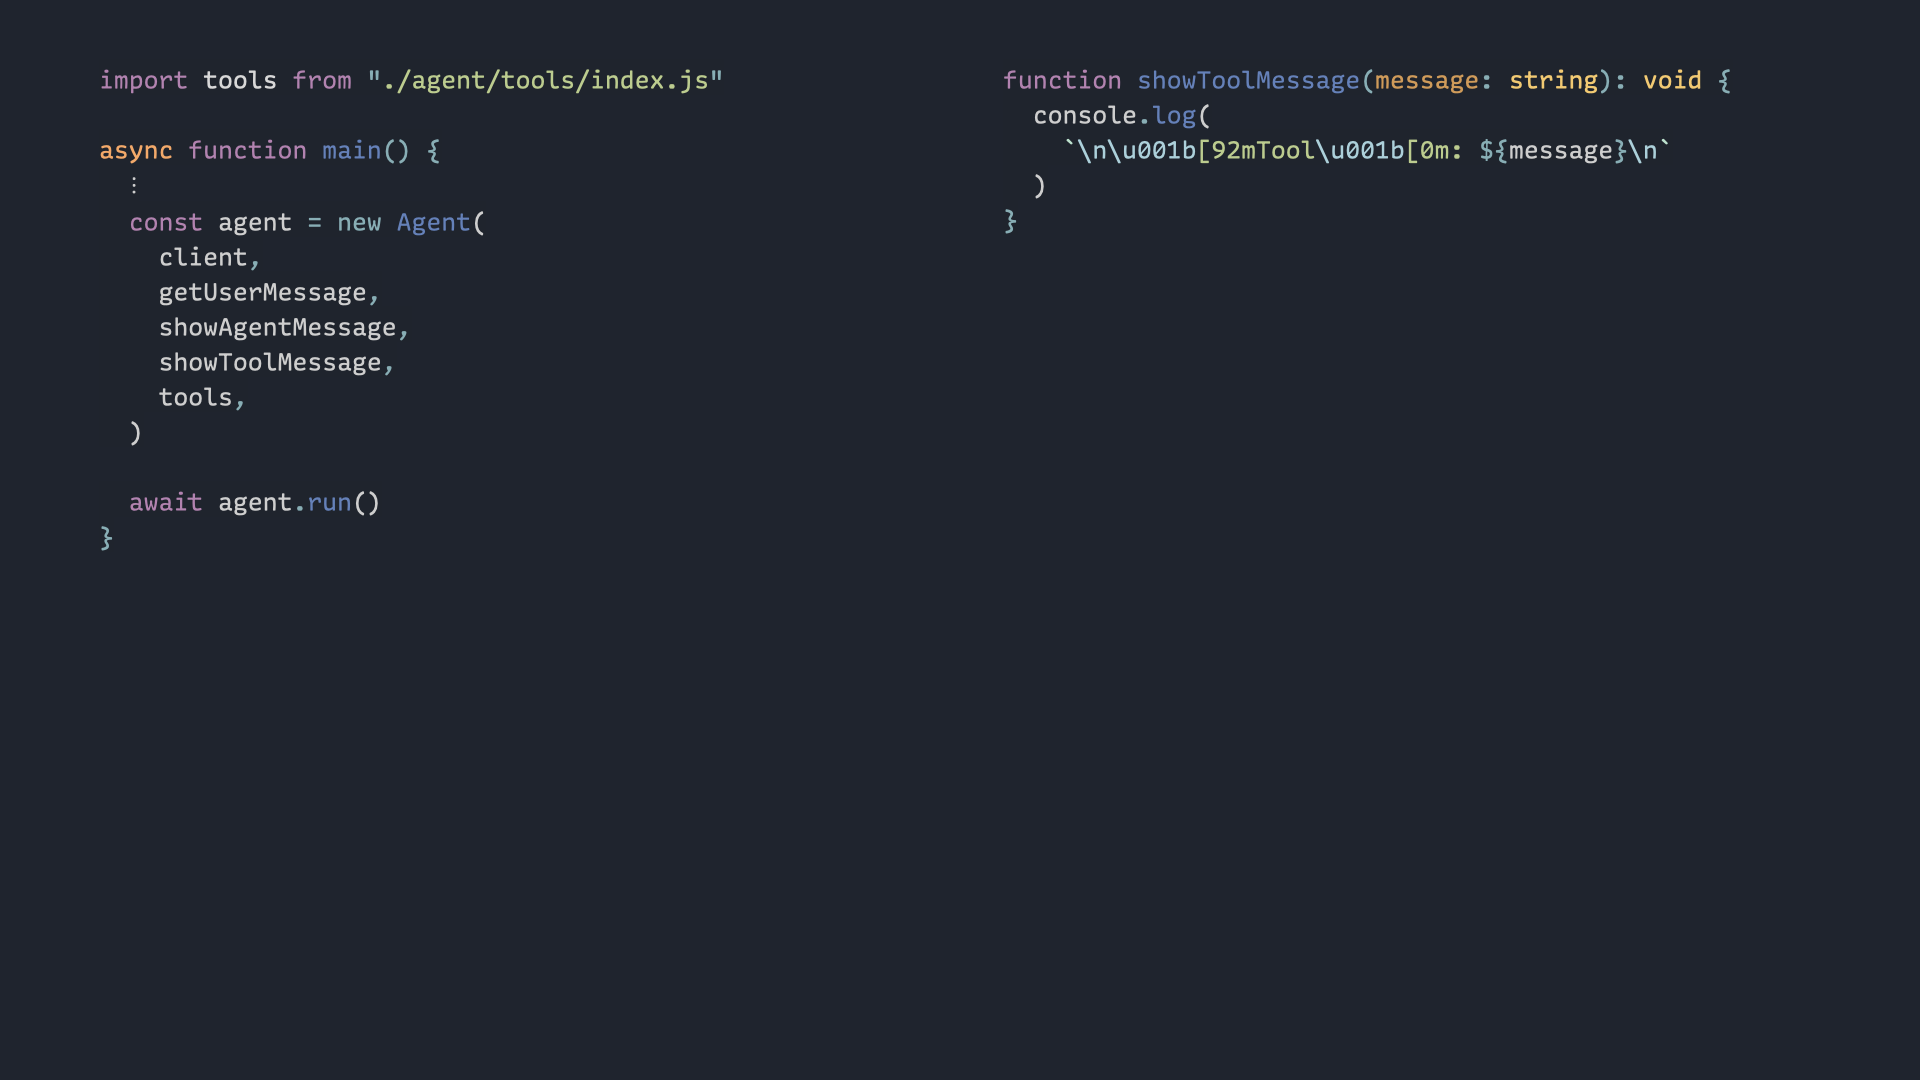 import tools from "./agent/tools/index.js"

async function main() {
  ⋮
  const agent = new Agent(
    client,
    getUserMessage,
    showAgentMessage,
    showToolMessage,
    tools,
  )

  await agent.run()
}

function showToolMessage(message: string): void {
  console.log(
    `\n\u001b[92mTool\u001b[0m: ${message}\n`
  )
}